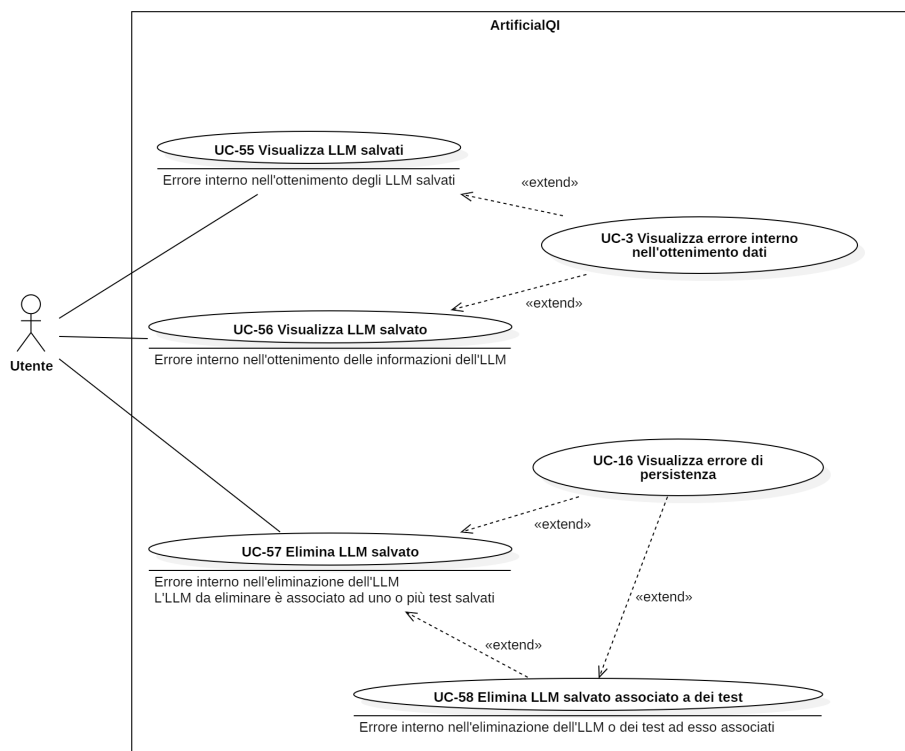 ArtificialQI
UC-55 Visualizza LLM salvati
Errore interno nell'ottenimento degli LLM salvati
«extend»
UC-3 Visualizza errore interno
nell'ottenimento dati
«extend»
UC-56 Visualizza LLM salvato
Errore interno nell'ottenimento delle informazioni dell'LLM
Utente
UC-16 Visualizza errore di
persistenza
«extend»
UC-57 Elimina LLM salvato
Errore interno nell'eliminazione dell'LLM
L'LLM da eliminare è associato ad uno o più test salvati
«extend»
«extend»
UC-58 Elimina LLM salvato associato a dei test
Errore interno nell'eliminazione dell'LLM o dei test ad esso associati